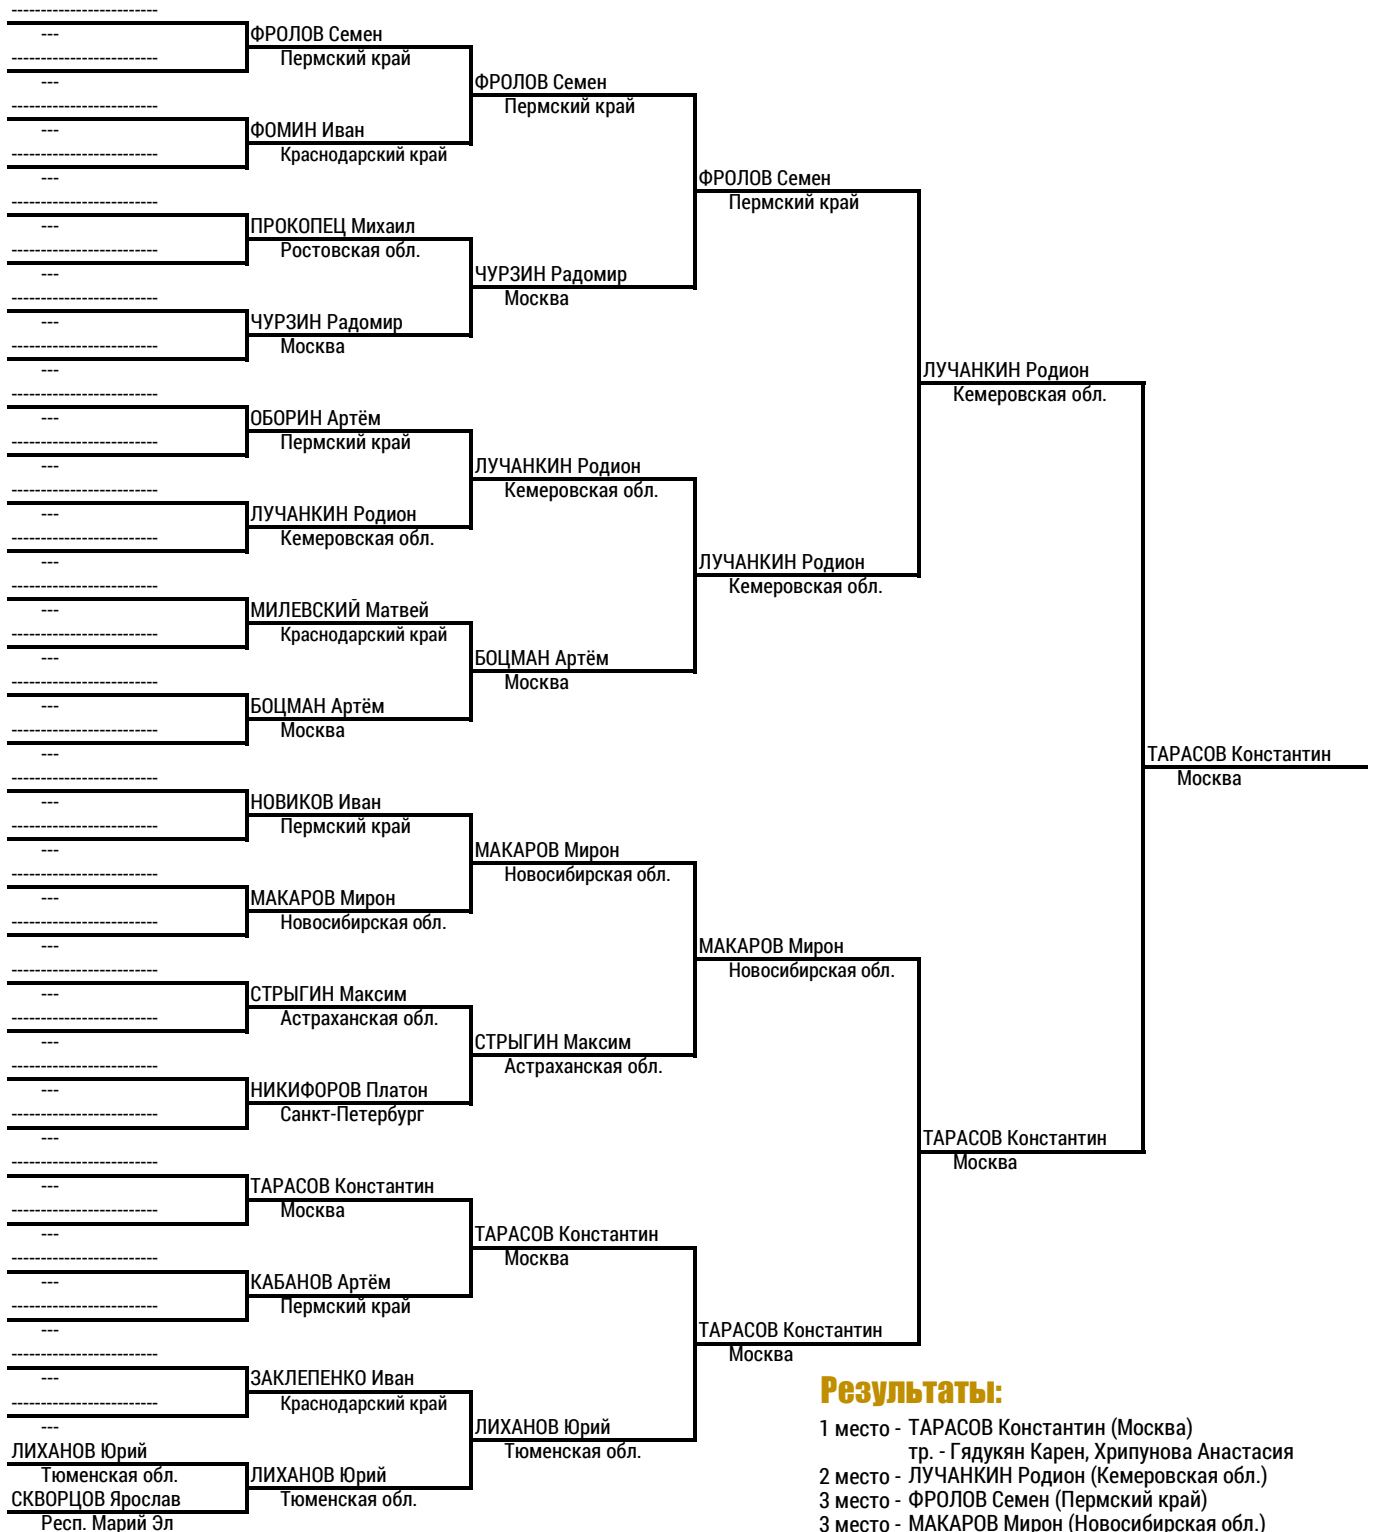 -------------------------
---
-------------------------
---
-------------------------
---
-------------------------
---
-------------------------
---
-------------------------
---
-------------------------
---
-------------------------
---
-------------------------
---
-------------------------
---
-------------------------
---
-------------------------
---
-------------------------
---
-------------------------
---
-------------------------
---
-------------------------
---
-------------------------
---
-------------------------
---
-------------------------
---
-------------------------
---
-------------------------
---
-------------------------
---
-------------------------
---
-------------------------
---
-------------------------
---
-------------------------
---
-------------------------
---
-------------------------
---
-------------------------
---
-------------------------
---
ЛИХАНОВ Юрий
Тюменская обл.
СКВОРЦОВ Ярослав
Респ. Марий Эл
ФРОЛОВ Семен
Пермский край
ФОМИН Иван
Краснодарский край
ПРОКОПЕЦ Михаил
Ростовская обл.
ЧУРЗИН Радомир
Москва
ОБОРИН Артём
Пермский край
ЛУЧАНКИН Родион
Кемеровская обл.
МИЛЕВСКИЙ Матвей
Краснодарский край
БОЦМАН Артём
Москва
НОВИКОВ Иван
Пермский край
МАКАРОВ Мирон
Новосибирская обл.
СТРЫГИН Максим
Астраханская обл.
НИКИФОРОВ Платон
Санкт-Петербург
ТАРАСОВ Константин
Москва
КАБАНОВ Артём
Пермский край
ЗАКЛЕПЕНКО Иван
Краснодарский край
ЛИХАНОВ Юрий
Тюменская обл.
ФРОЛОВ Семен
Пермский край
ЧУРЗИН Радомир
Москва
ЛУЧАНКИН Родион
Кемеровская обл.
БОЦМАН Артём
Москва
МАКАРОВ Мирон
Новосибирская обл.
СТРЫГИН Максим
Астраханская обл.
ТАРАСОВ Константин
Москва
ЛИХАНОВ Юрий
Тюменская обл.
ФРОЛОВ Семен
Пермский край
ЛУЧАНКИН Родион
Кемеровская обл.
МАКАРОВ Мирон
Новосибирская обл.
ТАРАСОВ Константин
Москва
ЛУЧАНКИН Родион
Кемеровская обл.
ТАРАСОВ Константин
Москва
ТАРАСОВ Константин
Москва
Результаты:
1 место - ТАРАСОВ Константин (Москва)
тр. - Гядукян Карен, Хрипунова Анастасия
2 место - ЛУЧАНКИН Родион (Кемеровская обл.)
3 место - ФРОЛОВ Семен (Пермский край)
3 место - МАКАРОВ Мирон (Новосибирская обл.)